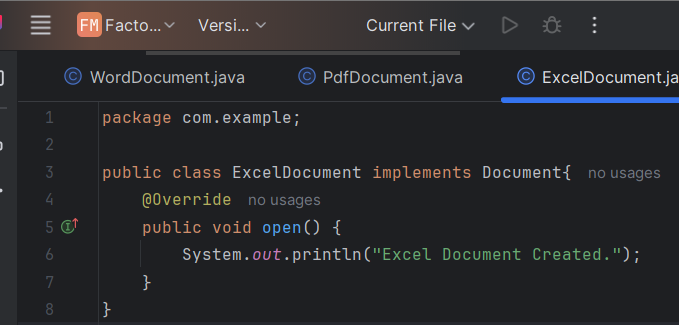 FM Facto... Versi... Current File
WordDocument.java PdfDocument.java ExcelDocument.ja
1 package com.example;
2
3 public class ExcelDocument implements Document{ no usages
4 @Override no usages
5 public void open() {
6 System.out.println("Excel Document Created.");
7 }
8 }